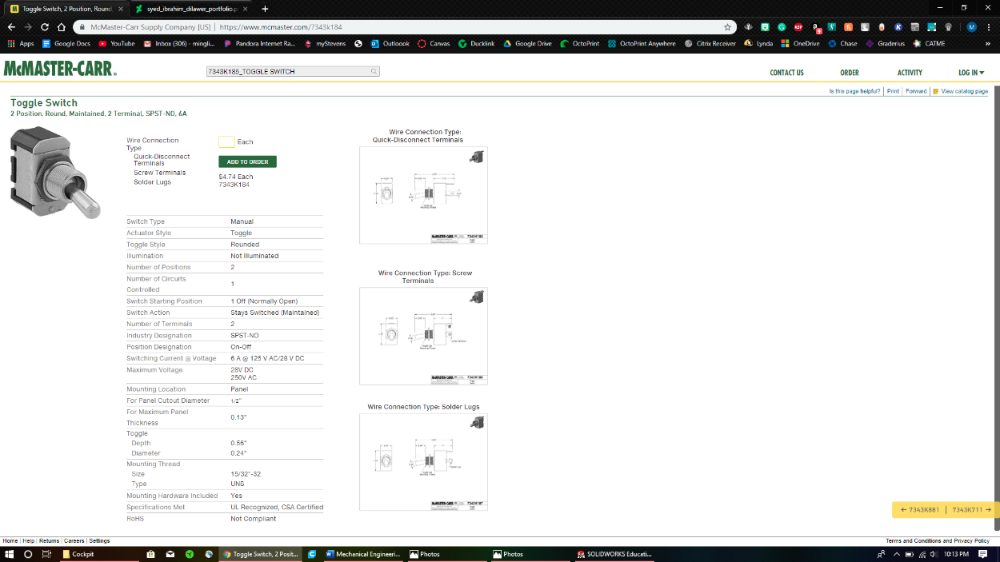 Toggle Switch, 2 Position, Round,
syed_ibrahim_dilawer_portfolio.p
McMaster-Carr Supply Company [US] | https://www.mcmaster.com/7343k184
Apps
Google Docs
YouTube
Inbox (306) - mingli...
Pandora Internet Ra...
myStevens
Outloook
Canvas
Ducklink
Google Drive
OctoPrint
OctoPrint Anywhere
Citrix Receiver
Lynda
OneDrive
Chase
Graderius
CATME
McMASTER-CARR.
7343K185_TOGGLE SWITCH
CONTACT US
ORDER
ACTIVITY
LOG IN
Is this page helpful?
Print
Forward
View catalog page
Toggle Switch
2 Position, Round, Maintained, 2 Terminal, SPST-NO, 6A
Wire Connection
Type
Quick-Disconnect
Terminals
Screw Terminals
Solder Lugs
Each
ADD TO ORDER
$4.74 Each
7343K184
Switch Type Manual
Actuator Style Toggle
Toggle Style Rounded
Illumination Not Illuminated
Number of Positions 2
Number of Circuits
Controlled 1
Switch Starting Position 1 Off (Normally Open)
Switch Action Stays Switched (Maintained)
Number of Terminals 2
Industry Designation SPST-NO
Position Designation On-Off
Switching Current @ Voltage 6 A @ 125 V AC/28 V DC
Maximum Voltage 28V DC
250V AC
Mounting Location Panel
For Panel Cutout Diameter 1/2"
For Maximum Panel
Thickness 0.13"
Toggle
Depth 0.56"
Diameter 0.24"
Mounting Thread
Size 15/32"-32
Type UNS
Mounting Hardware Included Yes
Specifications Met UL Recognized, CSA Certified
RoHS Not Compliant
Wire Connection Type:
Quick-Disconnect Terminals
McMASTER-CARR
7343K185
Wire Connection Type: Screw
Terminals
McMASTER-CARR
7343K186
Wire Connection Type: Solder Lugs
McMASTER-CARR
7343K187
← 7343K881 | 7343K711 →
Home | Help | Returns | Careers | Settings
Terms and Conditions and Privacy Policy
Cockpit
Toggle Switch, 2 Posit...
Mechanical Engineeri...
Photos
Photos
SOLIDWORKS Educati...
10:13 PM